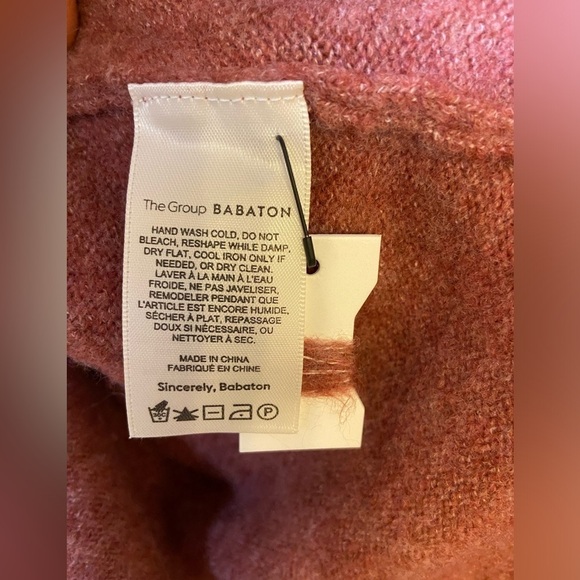 The Group BABATON
HAND WASH COLD, DO NOT
BLEACH, RESHAPE WHILE DAMP,
DRY FLAT, COOL IRON ONLY IF
NEEDED, OR DRY CLEAN.
LAVER À LA MAIN À L'EAU
FROIDE, NE PAS JAVELISER,
REMODELER PENDANT QUE
L'ARTICLE EST ENCORE HUMIDE,
SÉCHER À PLAT, REPASSAGE
DOUX SI NÉCESSAIRE, OU
NETTOYER À SEC.
MADE IN CHINA
FABRIQUÉ EN CHINE
Sincerely, Babaton
P